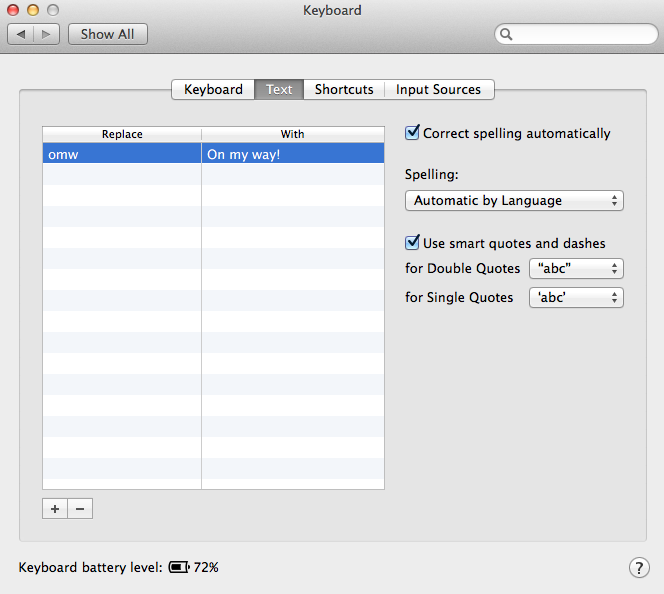 Keyboard
Show All
Keyboard Text Shortcuts Input Sources
Replace With
omw On my way!
Correct spelling automatically
Spelling:
Automatic by Language
Use smart quotes and dashes
for Double Quotes “abc”
for Single Quotes ‘abc’
+ −
Keyboard battery level: 72%
?